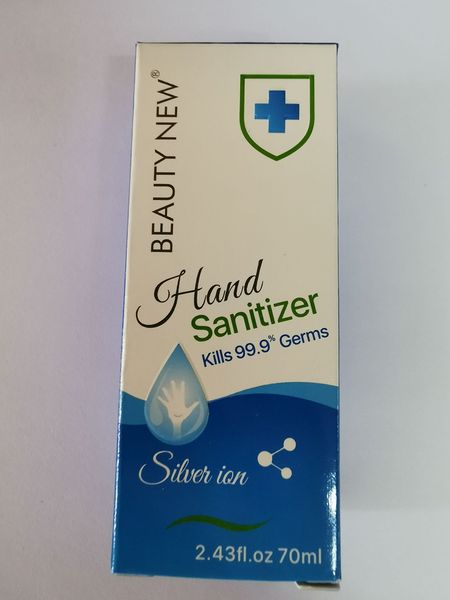 BEAUTY NEW®
Hand
Sanitizer
Kills 99.9% Germs
Silver ion
2.43fl.oz 70ml